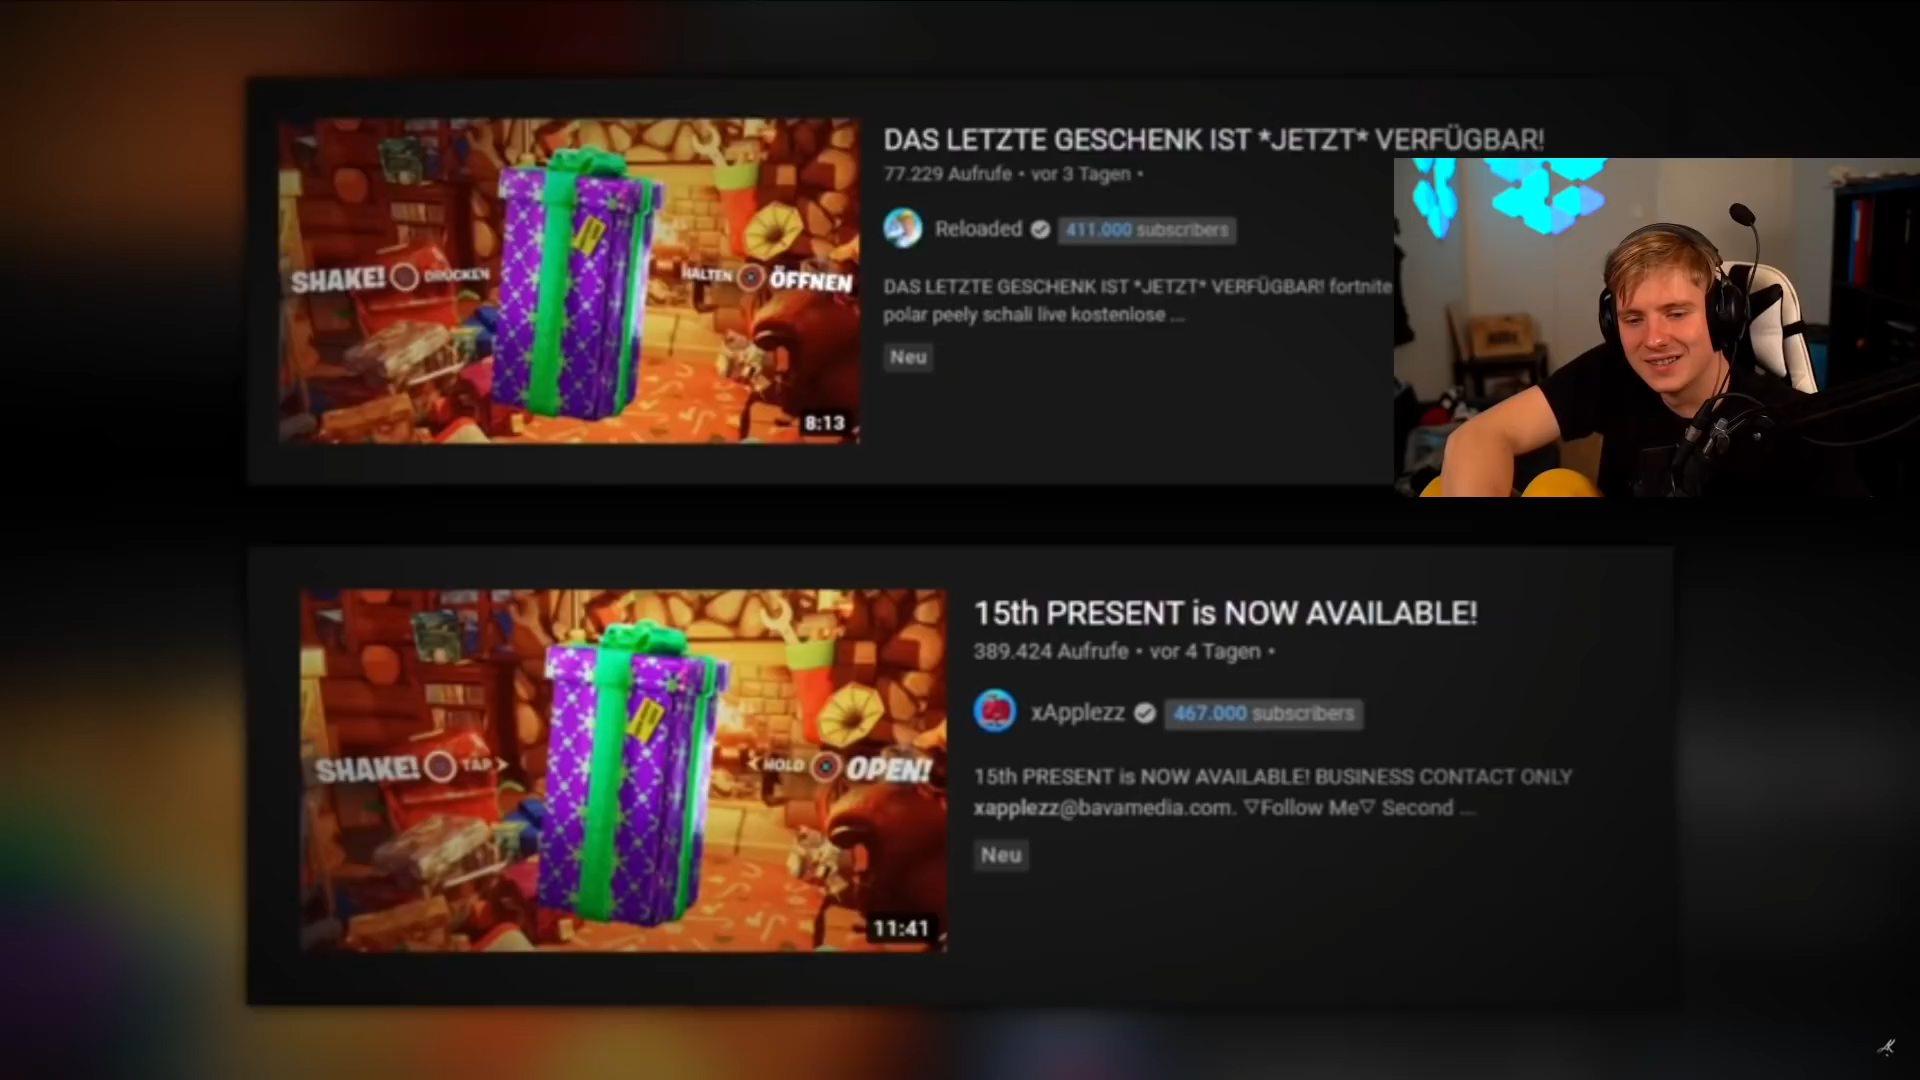 DAS LETZTE GESCHENK IST *JETZT* VERFÜGBAR!
77.229 Aufrufe • vor 3 Tagen •
Reloaded
411.000 subscribers
DAS LETZTE GESCHENK IST *JETZT* VERFÜGBAR! fortnite
polar peely schali live kostenlose ...
Neu
SHAKE! DRÜCKEN
HALTEN ÖFFNEN
8:13
15th PRESENT is NOW AVAILABLE!
389.424 Aufrufe • vor 4 Tagen •
xApplezz
467.000 subscribers
15th PRESENT is NOW AVAILABLE! BUSINESS CONTACT ONLY
xapplezz@bavamedia.com. ▽Follow Me▽ Second ...
Neu
SHAKE! TAP
HOLD OPEN!
11:41